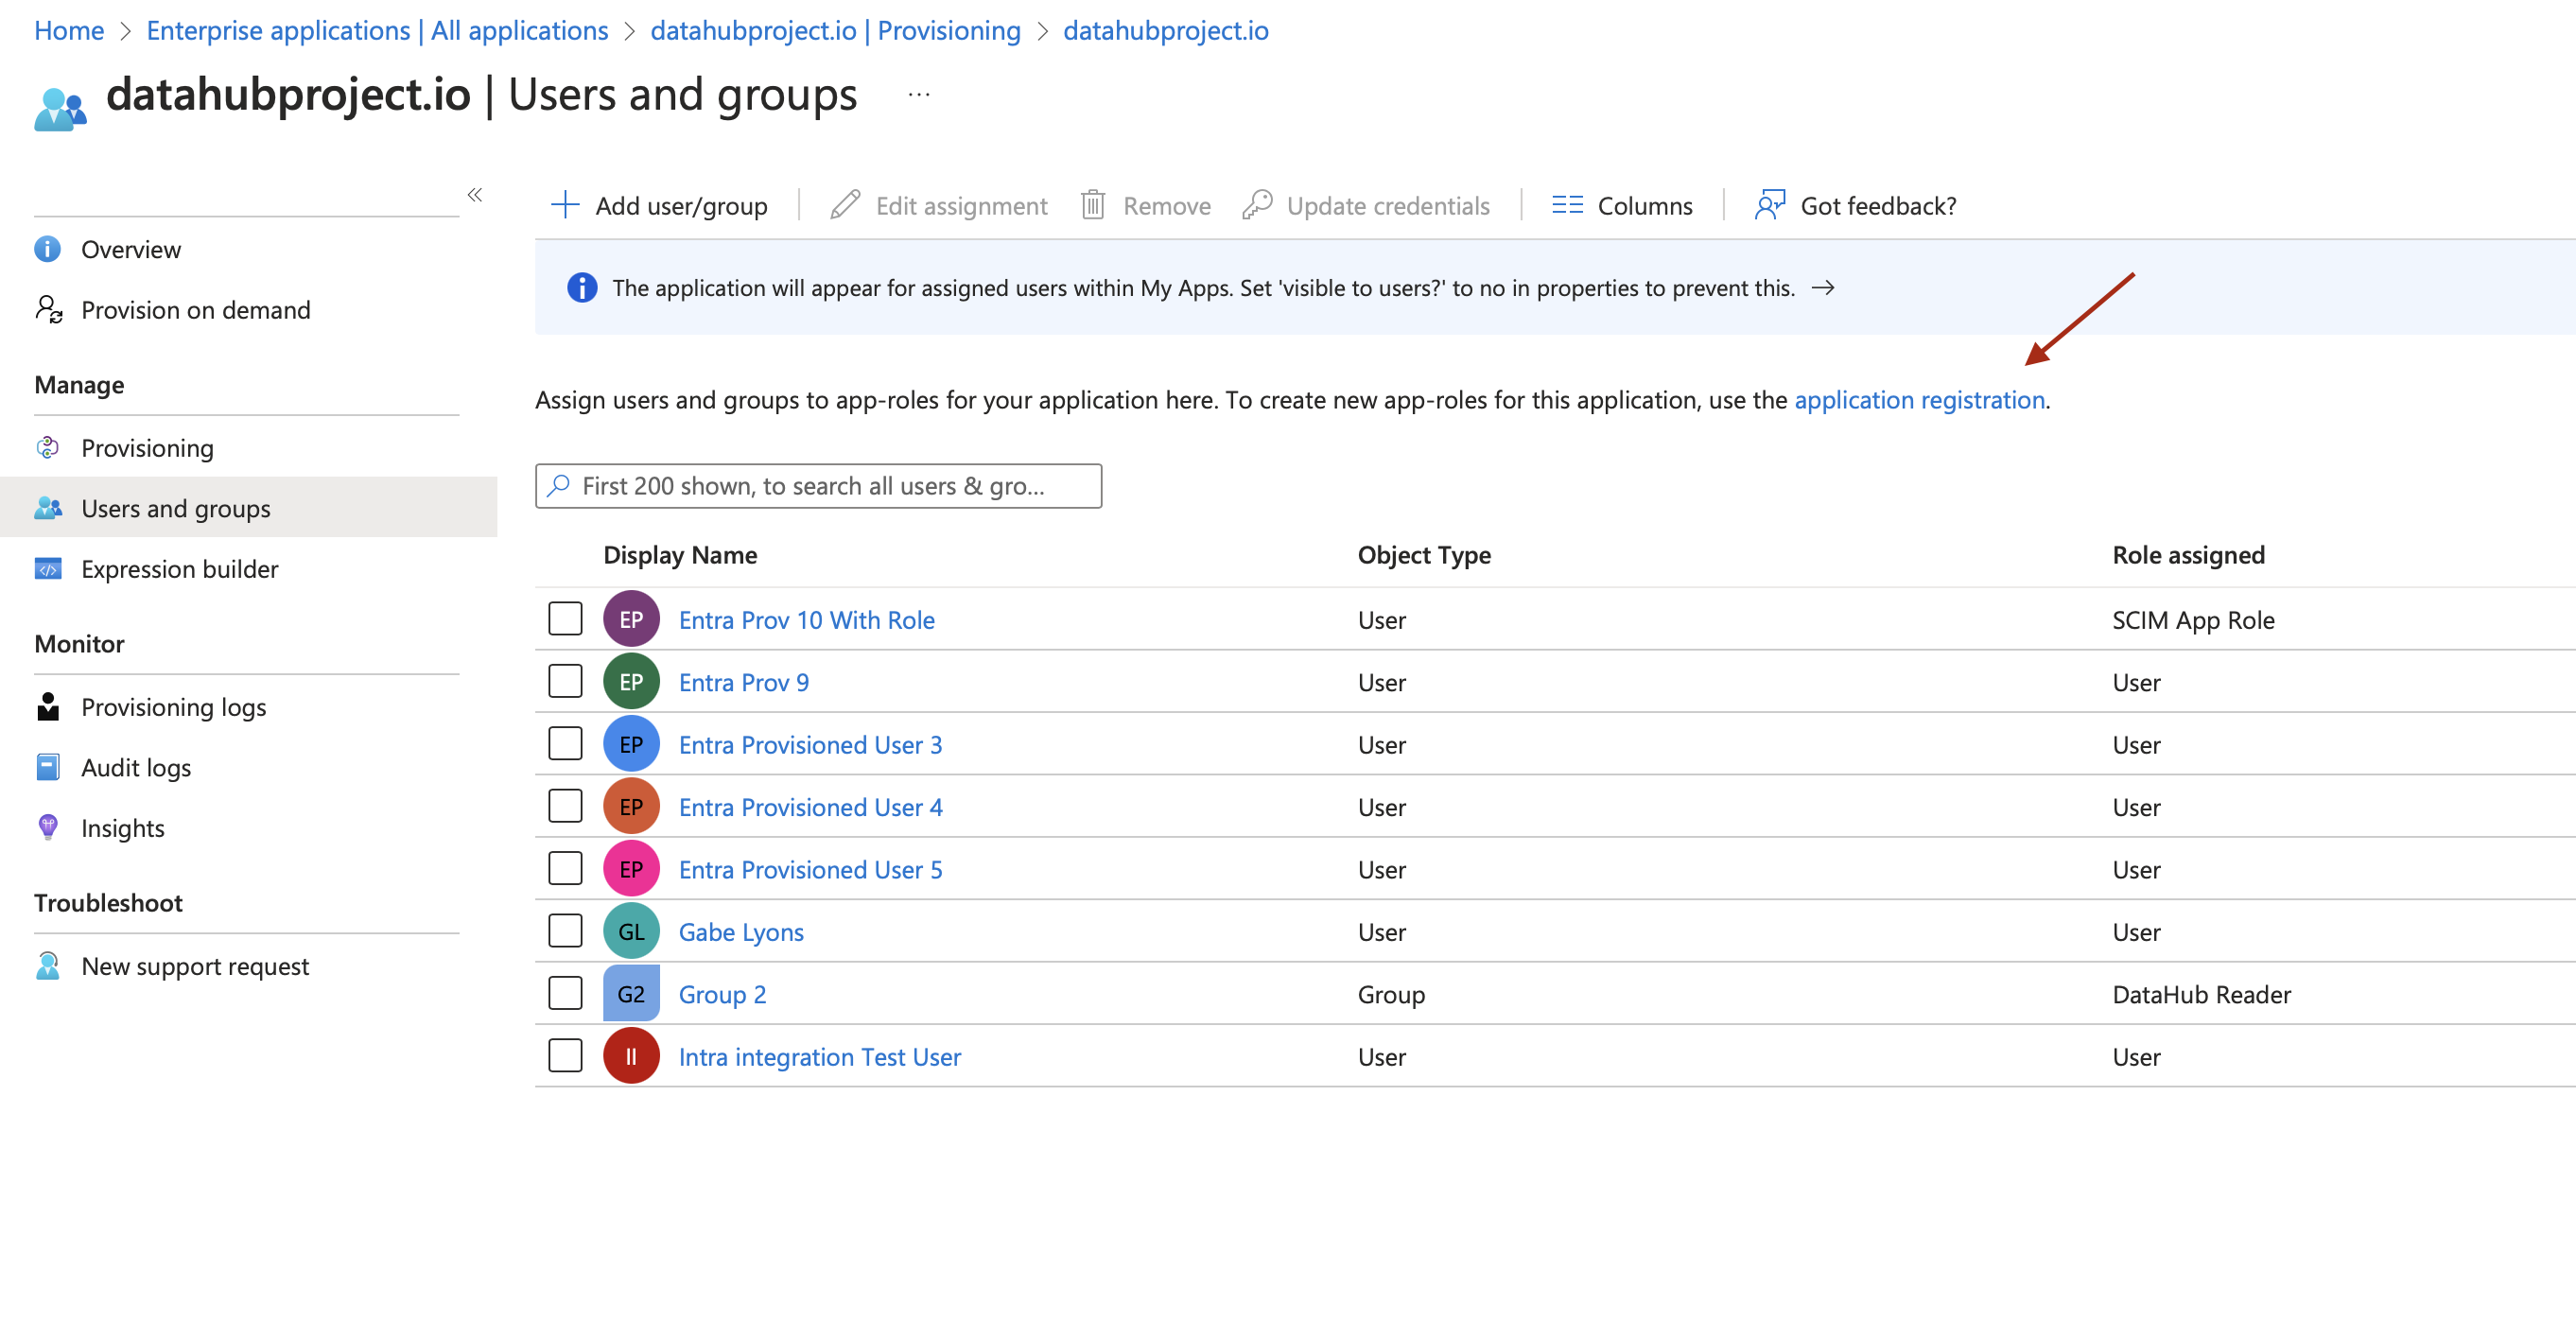 Home > Enterprise applications | All applications > datahubproject.io | Provisioning > datahubproject.io
datahubproject.io | Users and groups ...
«
Overview
Provision on demand
Manage
Provisioning
Users and groups
Expression builder
Monitor
Provisioning logs
Audit logs
Insights
Troubleshoot
New support request
+ Add user/group | Edit assignment Remove Update credentials | Columns | Got feedback?
The application will appear for assigned users within My Apps. Set 'visible to users?' to no in properties to prevent this. →
Assign users and groups to app-roles for your application here. To create new app-roles for this application, use the application registration.
First 200 shown, to search all users & gro...
Display Name Object Type Role assigned
EP Entra Prov 10 With Role User SCIM App Role
EP Entra Prov 9 User User
EP Entra Provisioned User 3 User User
EP Entra Provisioned User 4 User User
EP Entra Provisioned User 5 User User
GL Gabe Lyons User User
G2 Group 2 Group DataHub Reader
II Intra integration Test User User User